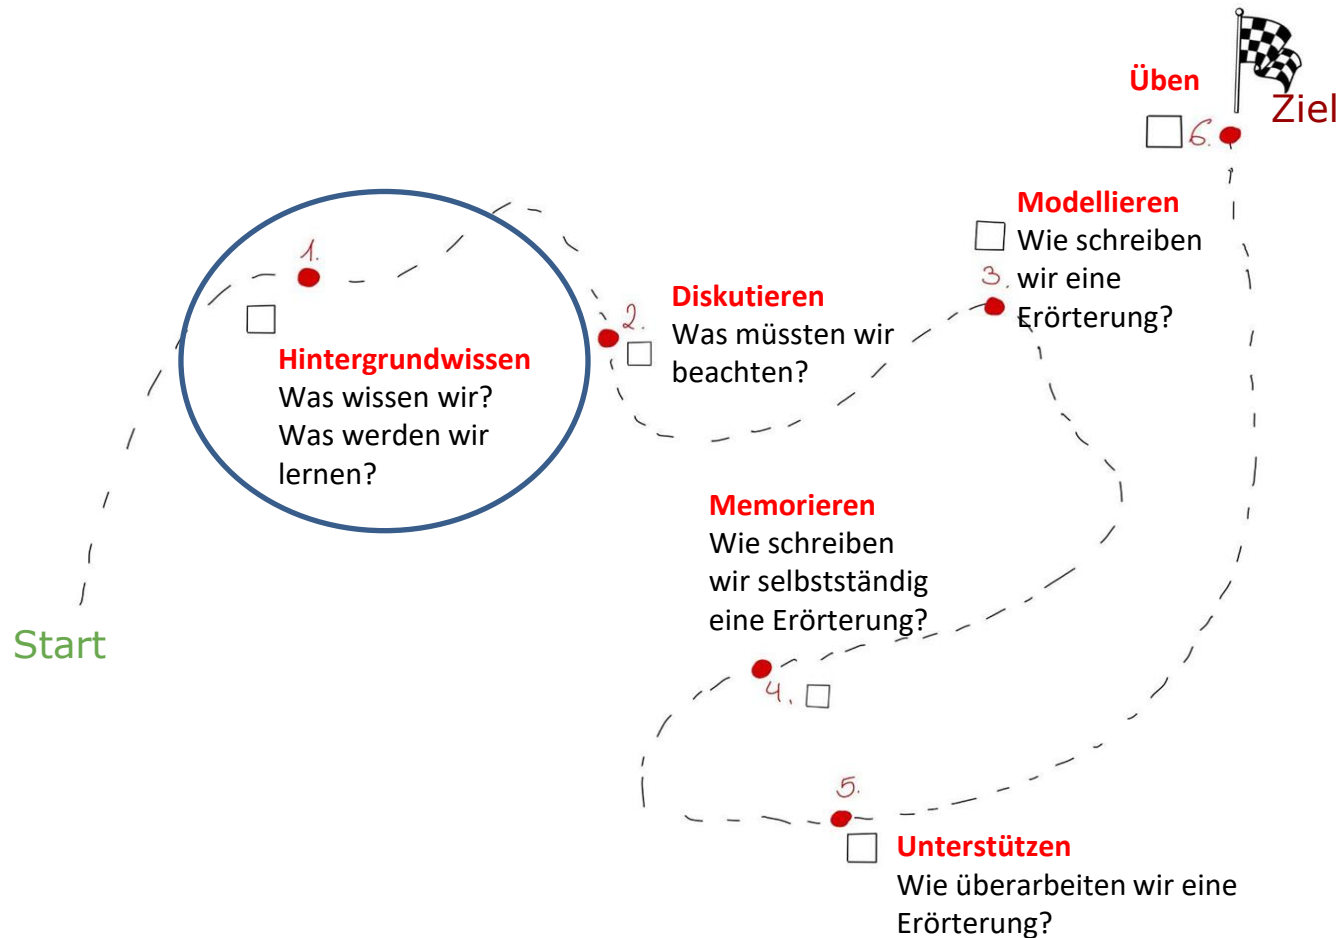 Start
1.
Hintergrundwissen
Was wissen wir?
Was werden wir
lernen?
2.
Diskutieren
Was müssten wir
beachten?
3.
Modellieren
Wie schreiben
wir eine
Erörterung?
Memorieren
Wie schreiben
wir selbstständig
eine Erörterung?
4.
5.
Unterstützen
Wie überarbeiten wir eine
Erörterung?
Üben
6.
Ziel